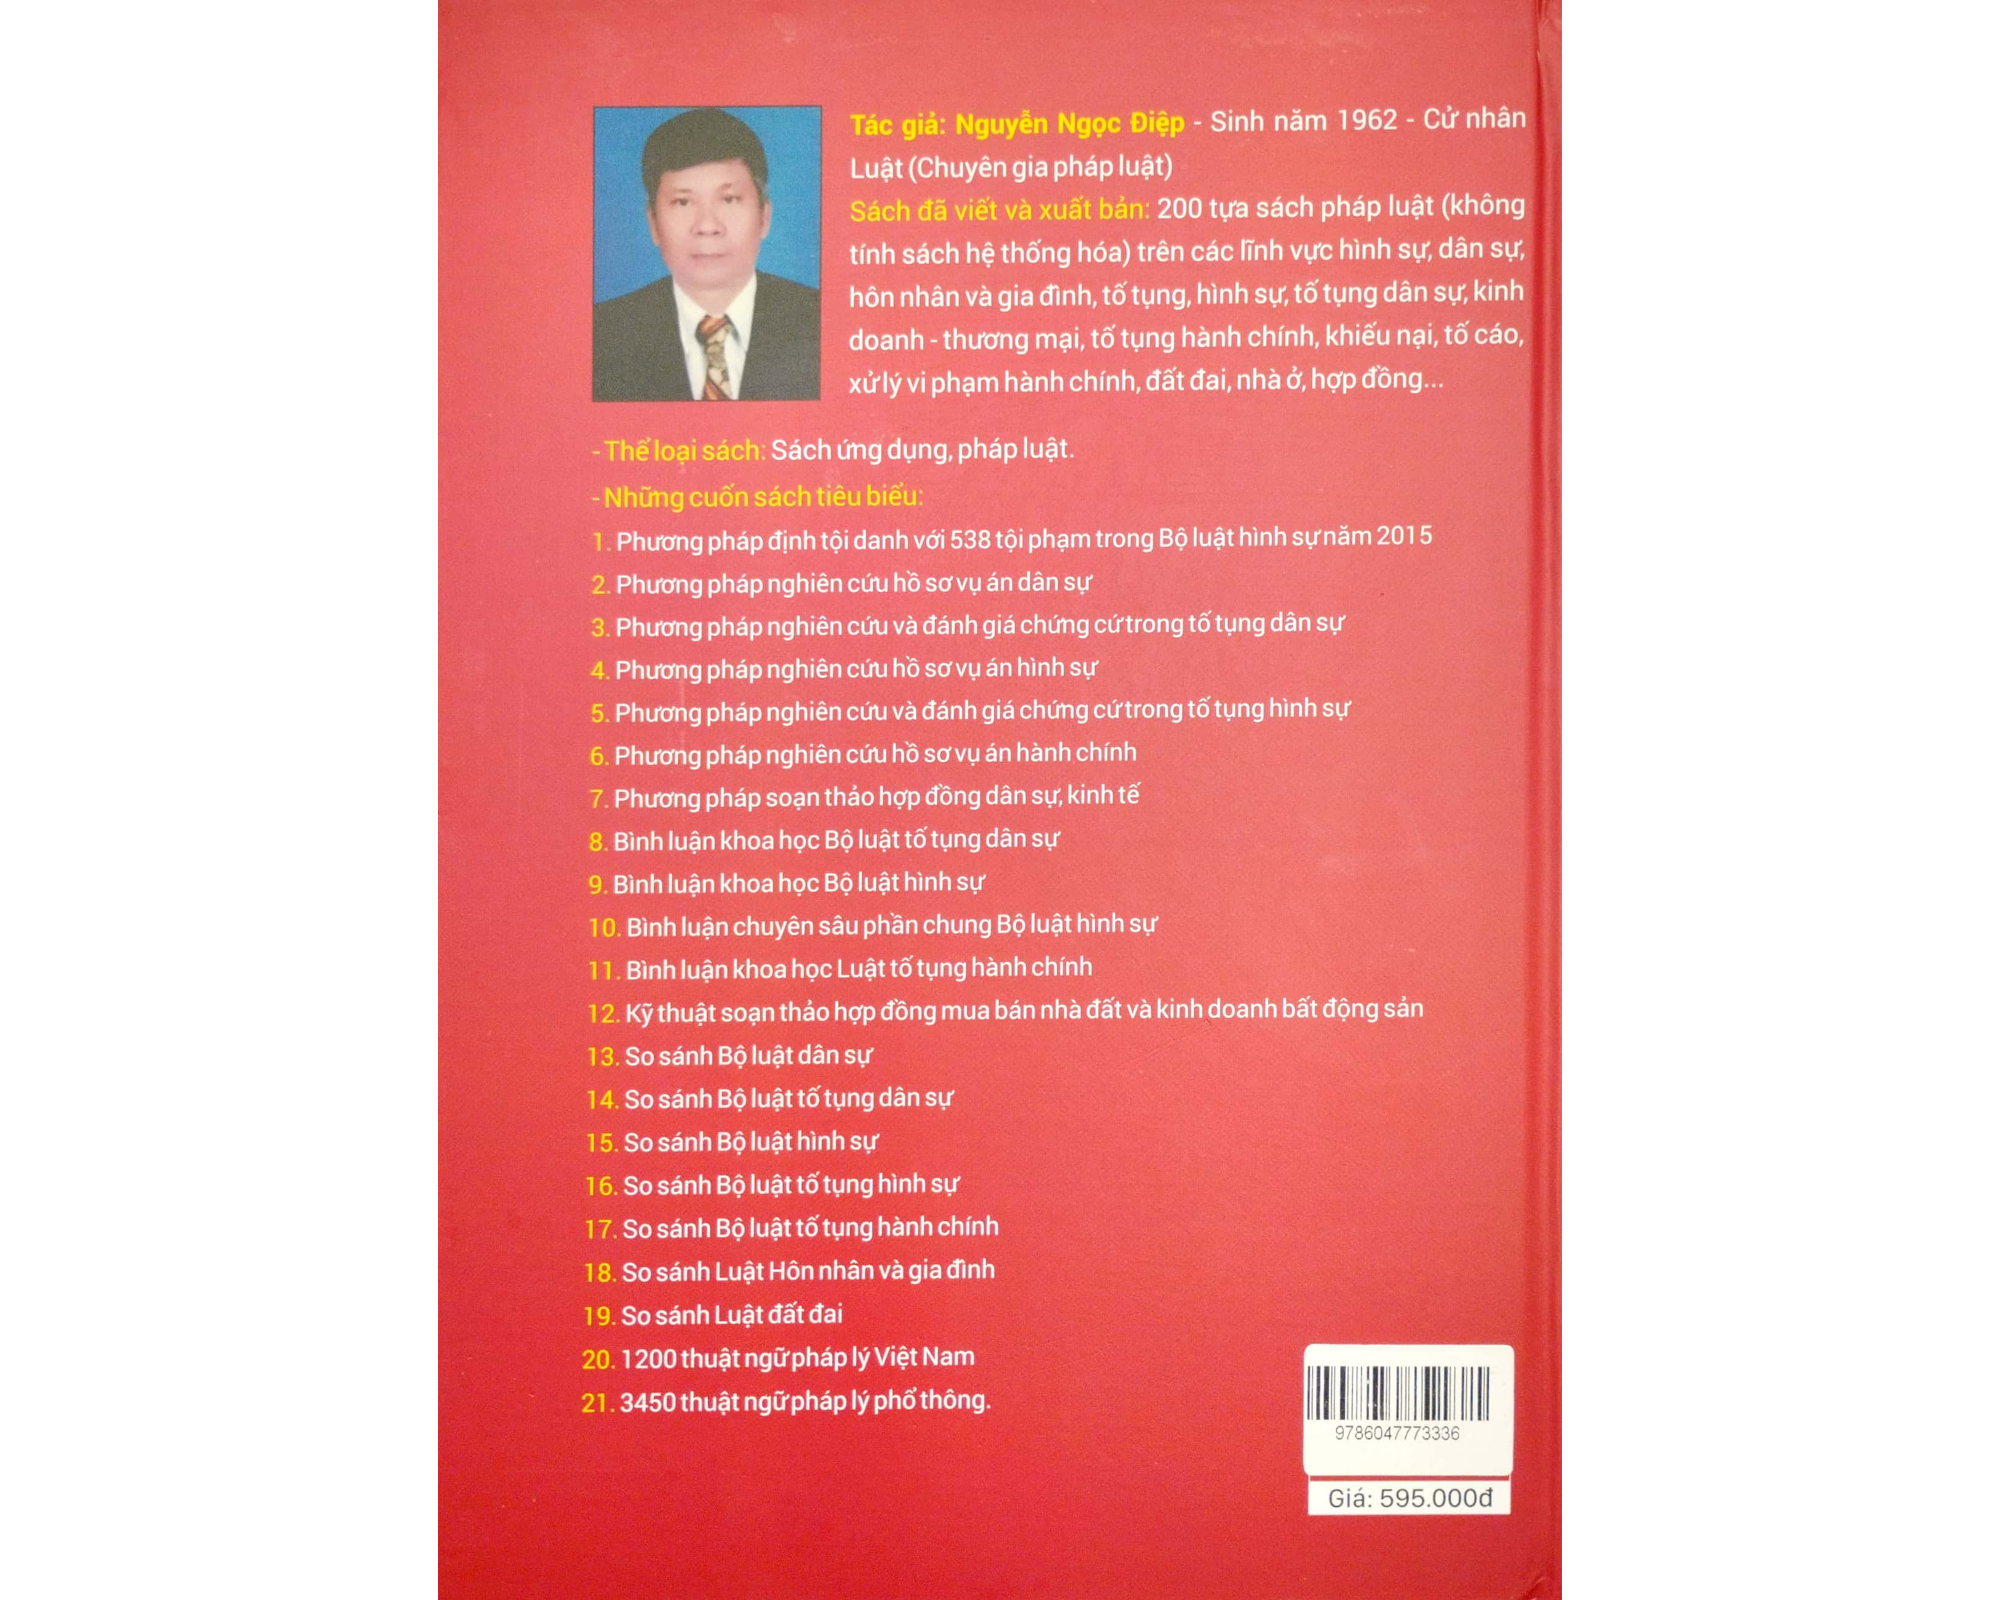 Tác giả: Nguyễn Ngọc Điệp - Sinh năm 1962 - Cử nhân
Luật (Chuyên gia pháp luật)
Sách đã viết và xuất bản: 200 tựa sách pháp luật (không
tính sách hệ thống hóa) trên các lĩnh vực hình sự, dân sự,
hôn nhân và gia đình, tố tụng, hình sự, tố tụng dân sự, kinh
doanh - thương mại, tố tụng hành chính, khiếu nại, tố cáo,
xử lý vi phạm hành chính, đất đai, nhà ở, hợp đồng...
- Thể loại sách: Sách ứng dụng, pháp luật.
- Những cuốn sách tiêu biểu:
1. Phương pháp định tội danh với 538 tội phạm trong Bộ luật hình sự năm 2015
2. Phương pháp nghiên cứu hồ sơ vụ án dân sự
3. Phương pháp nghiên cứu và đánh giá chứng cứ trong tố tụng dân sự
4. Phương pháp nghiên cứu hồ sơ vụ án hình sự
5. Phương pháp nghiên cứu và đánh giá chứng cứ trong tố tụng hình sự
6. Phương pháp nghiên cứu hồ sơ vụ án hành chính
7. Phương pháp soạn thảo hợp đồng dân sự, kinh tế
8. Bình luận khoa học Bộ luật tố tụng dân sự
9. Bình luận khoa học Bộ luật hình sự
10. Bình luận chuyên sâu phần chung Bộ luật hình sự
11. Bình luận khoa học Luật tố tụng hành chính
12. Kỹ thuật soạn thảo hợp đồng mua bán nhà đất và kinh doanh bất động sản
13. So sánh Bộ luật dân sự
14. So sánh Bộ luật tố tụng dân sự
15. So sánh Bộ luật hình sự
16. So sánh Bộ luật tố tụng hình sự
17. So sánh Bộ luật tố tụng hành chính
18. So sánh Luật Hôn nhân và gia đình
19. So sánh Luật đất đai
20. 1200 thuật ngữ pháp lý Việt Nam
21. 3450 thuật ngữ pháp lý phổ thông.
9786047773336
Giá: 595.000đ